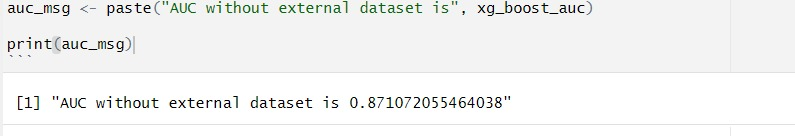 auc_msg <- paste("AUC without external dataset is", xg_boost_auc)
print(auc_msg)
```
[1] "AUC without external dataset is 0.871072055464038"